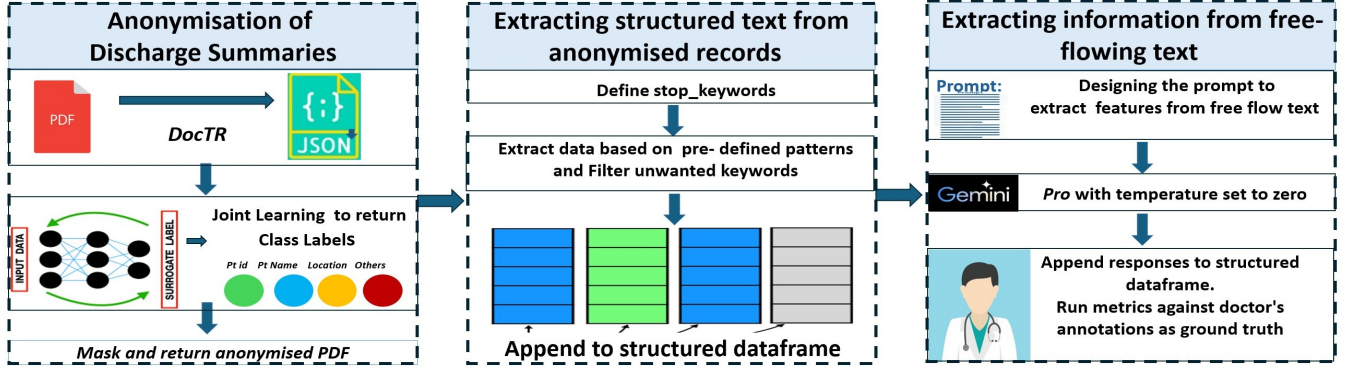 Anonymisation of
Discharge Summaries
PDF
{;}
JSON
DocTR
INPUT DATA
SURROGATE LABEL
Joint Learning to return
Class Labels
Pt id Pt Name Location Others
Mask and return anonymised PDF
Extracting structured text from
anonymised records
Define stop_keywords
Extract data based on pre- defined patterns
and Filter unwanted keywords
Append to structured dataframe
Extracting information from free-
flowing text
Prompt:
Designing the prompt to
extract features from free flow text
Gemini
Pro with temperature set to zero
Append responses to structured
dataframe.
Run metrics against doctor's
annotations as ground truth